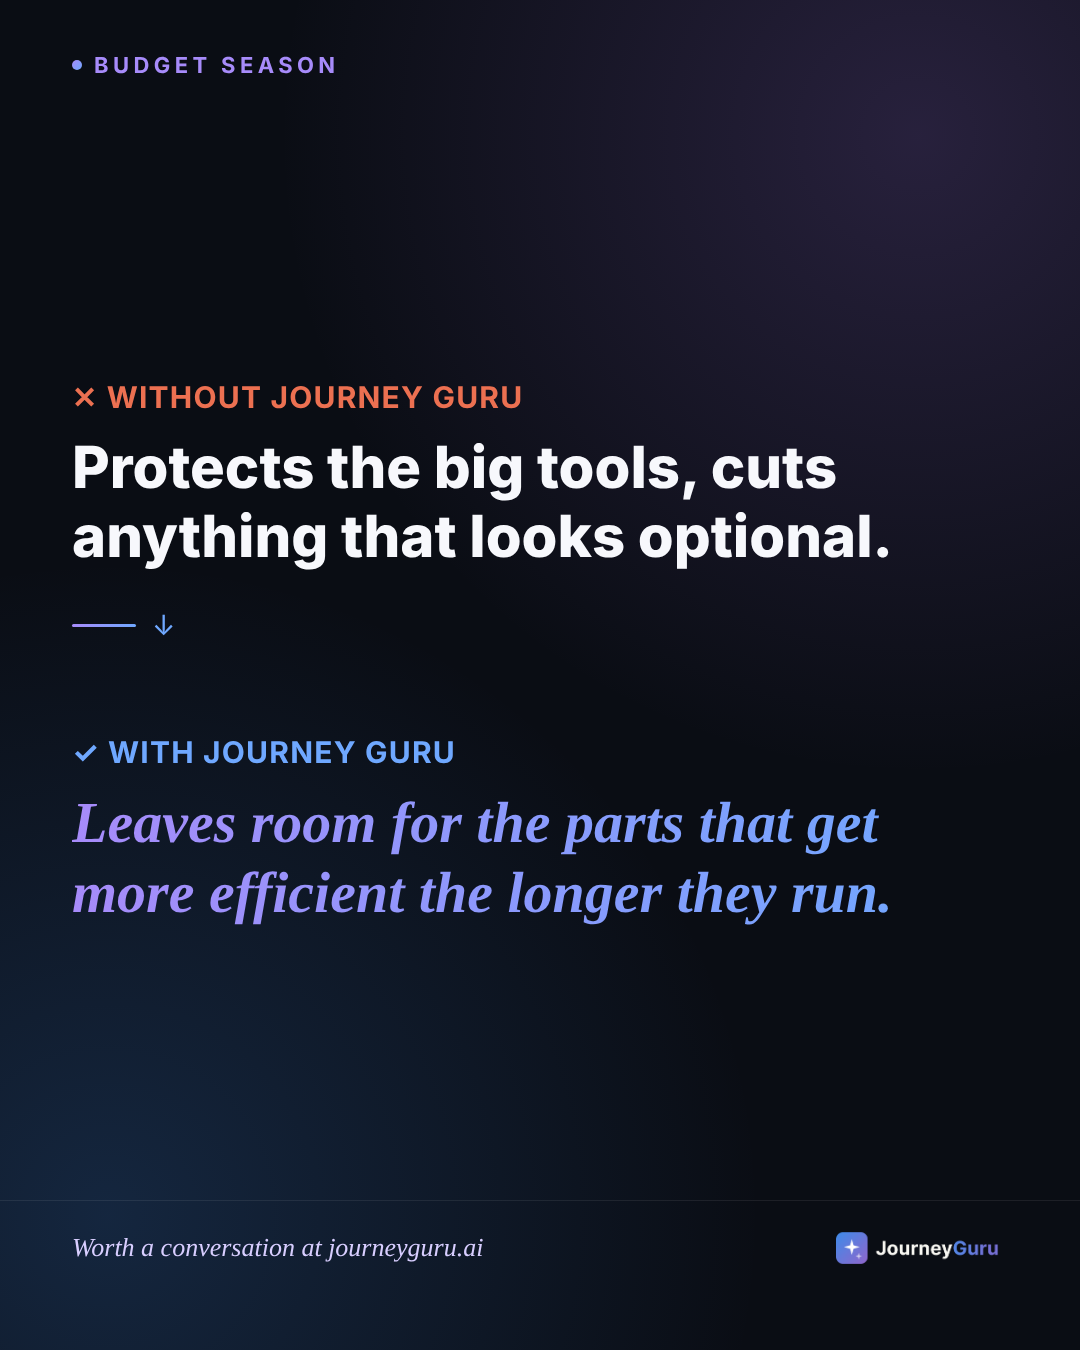 BUDGET SEASON
✕ WITHOUT JOURNEY GURU
Protects the big tools, cuts
anything that looks optional.
↓
✓ WITH JOURNEY GURU
Leaves room for the parts that get
more efficient the longer they run.
Worth a conversation at journeyguru.ai
JourneyGuru